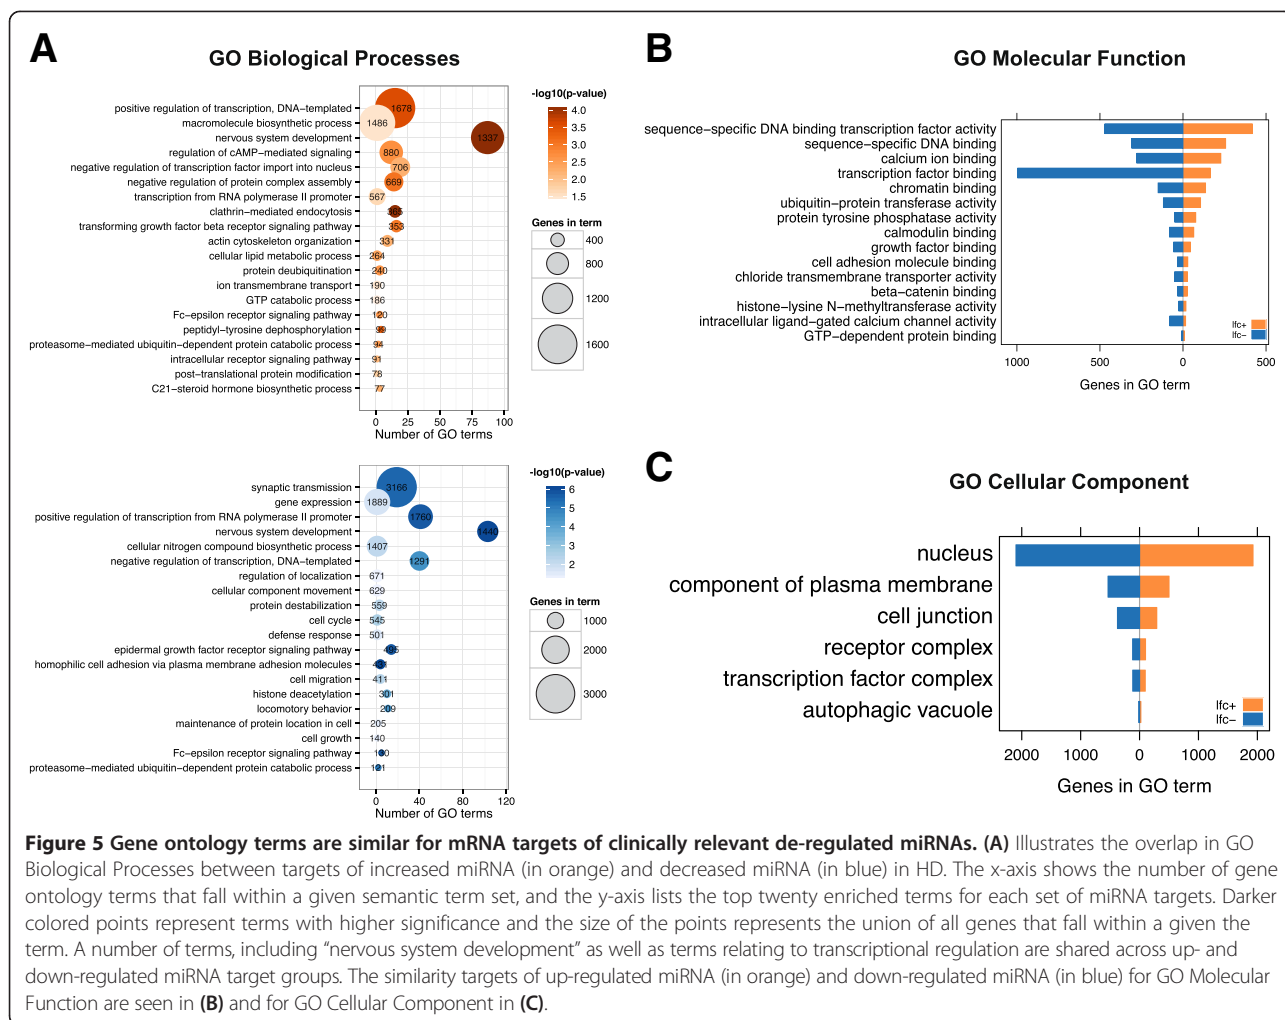 A
GO Biological Processes
positive regulation of transcription, DNA−templated
macromolecule biosynthetic process
nervous system development
regulation of cAMP−mediated signaling
negative regulation of transcription factor import into nucleus
negative regulation of protein complex assembly
transcription from RNA polymerase II promoter
clathrin−mediated endocytosis
transforming growth factor beta receptor signaling pathway
actin cytoskeleton organization
cellular lipid metabolic process
protein deubiquitination
ion transmembrane transport
GTP catabolic process
Fc−epsilon receptor signaling pathway
peptidyl−tyrosine dephosphorylation
proteasome−mediated ubiquitin−dependent protein catabolic process
intracellular receptor signaling pathway
post−translational protein modification
C21−steroid hormone biosynthetic process
1678
1486
1337
880
706
669
567
365
353
331
264
240
190
186
120
99
94
91
78
77
0 25 50 75 100
Number of GO terms
−log10(p−value)
4.0
3.5
3.0
2.5
2.0
1.5
Genes in term
400
800
1200
1600
synaptic transmission
gene expression
positive regulation of transcription from RNA polymerase II promoter
nervous system development
cellular nitrogen compound biosynthetic process
negative regulation of transcription, DNA−templated
regulation of localization
cellular component movement
protein destabilization
cell cycle
defense response
epidermal growth factor receptor signaling pathway
homophilic cell adhesion via plasma membrane adhesion molecules
cell migration
histone deacetylation
locomotory behavior
maintenance of protein location in cell
cell growth
Fc−epsilon receptor signaling pathway
proteasome−mediated ubiquitin−dependent protein catabolic process
3166
1889
1760
1440
1407
1291
671
629
559
545
501
495
411
301
209
205
140
121
0 40 80 120
Number of GO terms
−log10(p−value)
6
5
4
3
2
Genes in term
1000
2000
3000
B
GO Molecular Function
sequence−specific DNA binding transcription factor activity
sequence−specific DNA binding
calcium ion binding
transcription factor binding
chromatin binding
ubiquitin−protein transferase activity
protein tyrosine phosphatase activity
calmodulin binding
growth factor binding
cell adhesion molecule binding
chloride transmembrane transporter activity
beta−catenin binding
histone−lysine N−methyltransferase activity
intracellular ligand−gated calcium channel activity
GTP−dependent protein binding
lfc+
lfc−
1000 500 0 500
Genes in GO term
C
GO Cellular Component
nucleus
component of plasma membrane
cell junction
receptor complex
transcription factor complex
autophagic vacuole
lfc+
lfc−
2000 1000 0 1000 2000
Genes in GO term
Figure 5 Gene ontology terms are similar for mRNA targets of clinically relevant de-regulated miRNAs. (A) Illustrates the overlap in GO
Biological Processes between targets of increased miRNA (in orange) and decreased miRNA (in blue) in HD. The x-axis shows the number of gene
ontology terms that fall within a given semantic term set, and the y-axis lists the top twenty enriched terms for each set of miRNA targets. Darker
colored points represent terms with higher significance and the size of the points represents the union of all genes that fall within a given the
term. A number of terms, including “nervous system development” as well as terms relating to transcriptional regulation are shared across up- and
down-regulated miRNA target groups. The similarity targets of up-regulated miRNA (in orange) and down-regulated miRNA (in blue) for GO Molecular
Function are seen in (B) and for GO Cellular Component in (C).